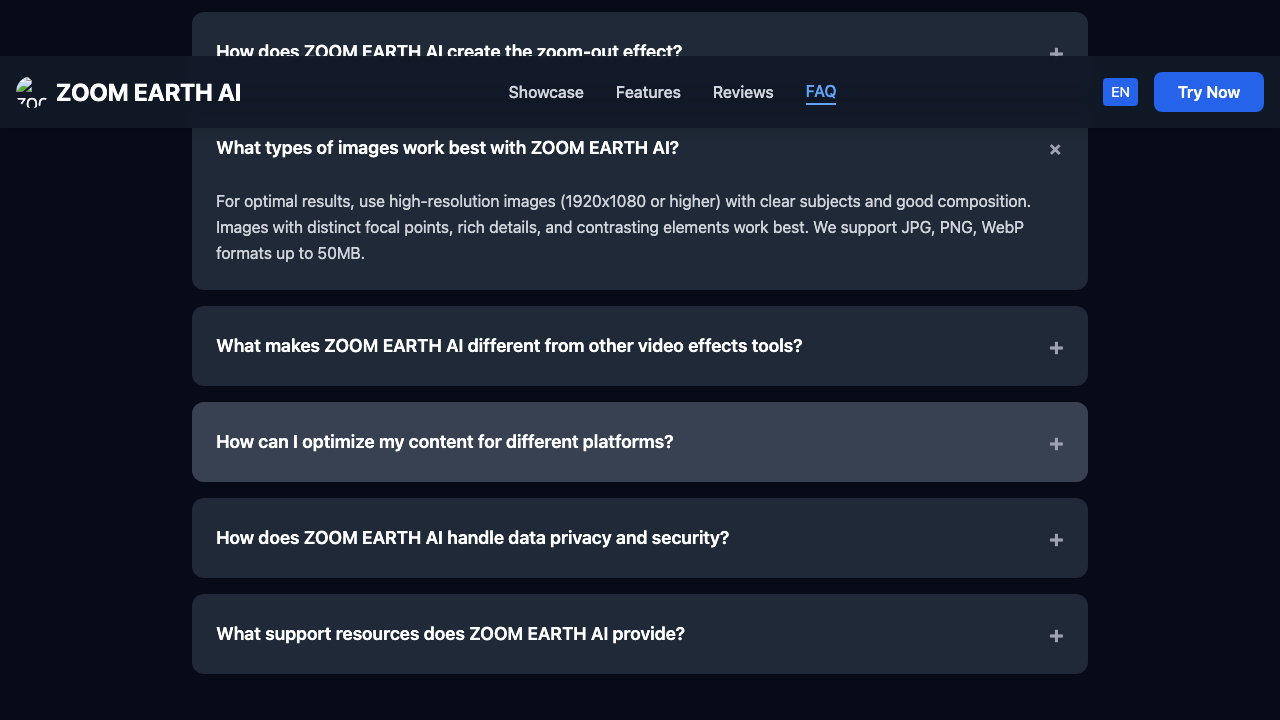 How does ZOOM EARTH AI create the zoom-out effect?
+
ZOOM EARTH AI
Showcase
Features
Reviews
FAQ
EN
Try Now
What types of images work best with ZOOM EARTH AI?
+
For optimal results, use high-resolution images (1920x1080 or higher) with clear subjects and good composition.
Images with distinct focal points, rich details, and contrasting elements work best. We support JPG, PNG, WebP
formats up to 50MB.
What makes ZOOM EARTH AI different from other video effects tools?
+
How can I optimize my content for different platforms?
+
How does ZOOM EARTH AI handle data privacy and security?
+
What support resources does ZOOM EARTH AI provide?
+